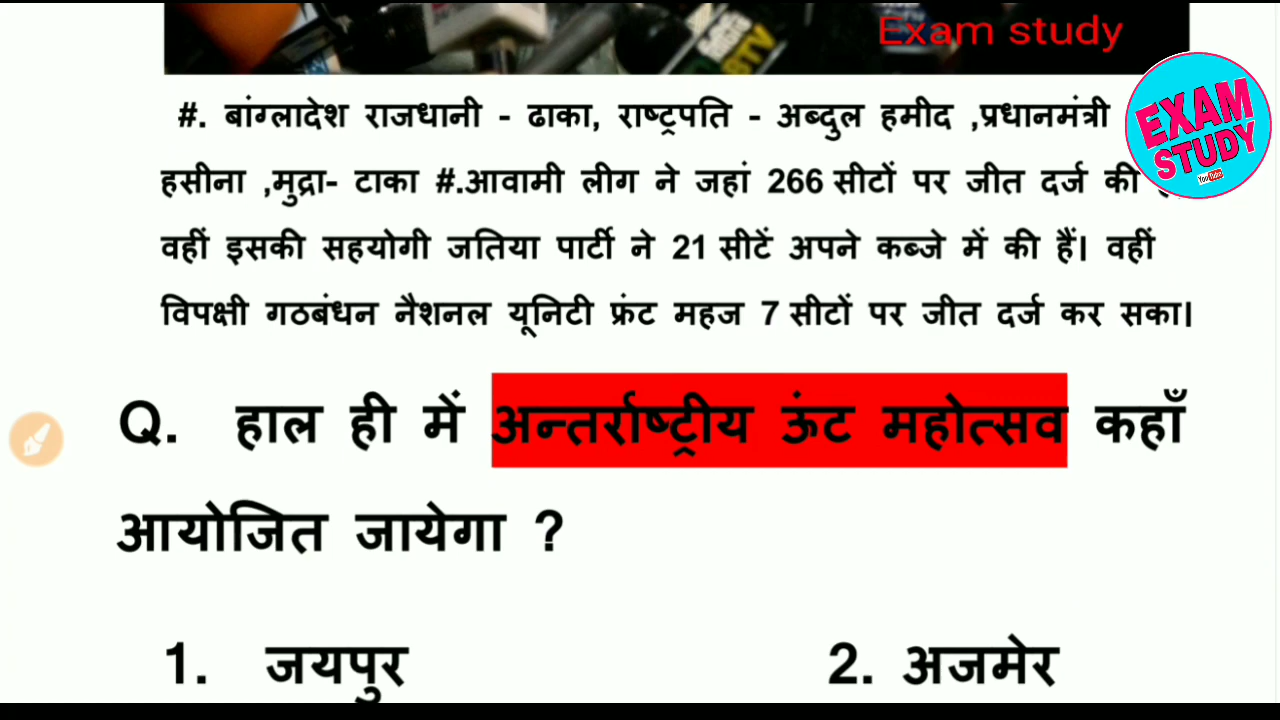 Exam study
#. बांग्लादेश राजधानी - ढाका, राष्ट्रपति - अब्दुल हमीद ,प्रधानमंत्री
EXAM
STUDY
YouTube
हसीना ,मुद्रा- टाका #.आवामी लीग ने जहां 266 सीटों पर जीत दर्ज की
वहीं इसकी सहयोगी जतिया पार्टी ने 21 सीटें अपने कब्जे में की हैं। वहीं
विपक्षी गठबंधन नैशनल यूनिटी फ्रंट महज 7 सीटों पर जीत दर्ज कर सका।
Q. हाल ही में अन्तर्राष्ट्रीय ऊंट महोत्सव कहाँ
आयोजित जायेगा ?
1. जयपुर 2. अजमेर